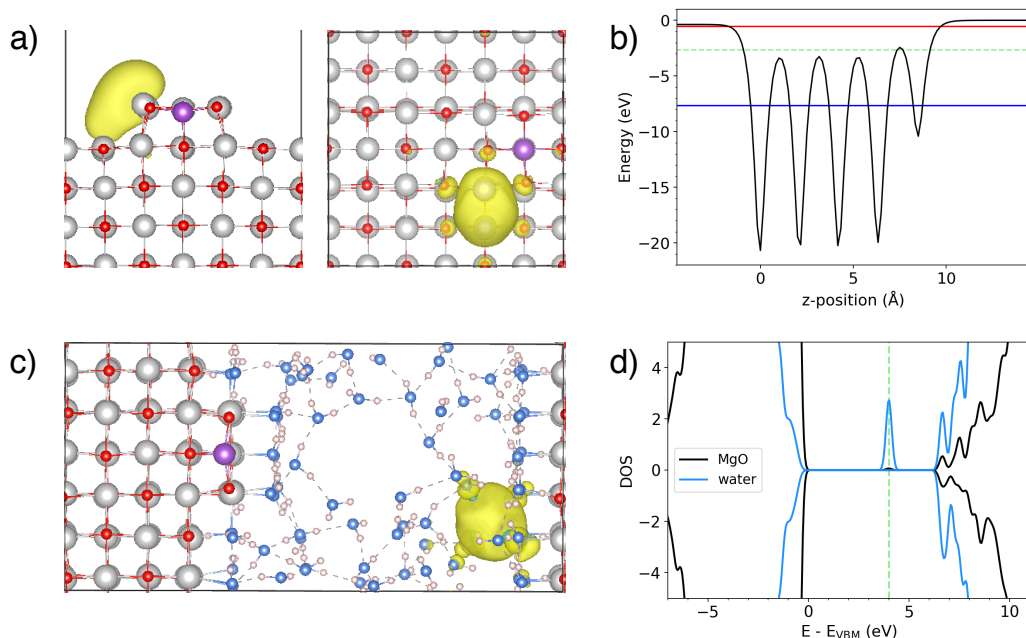 a)
b)
0
−5
−10
−15
−20
Energy (eV)
0
5
10
z-position (Å)
c)
d)
4
2
0
−2
−4
DOS
MgO
water
−5
0
5
10
E - E_VBM (eV)